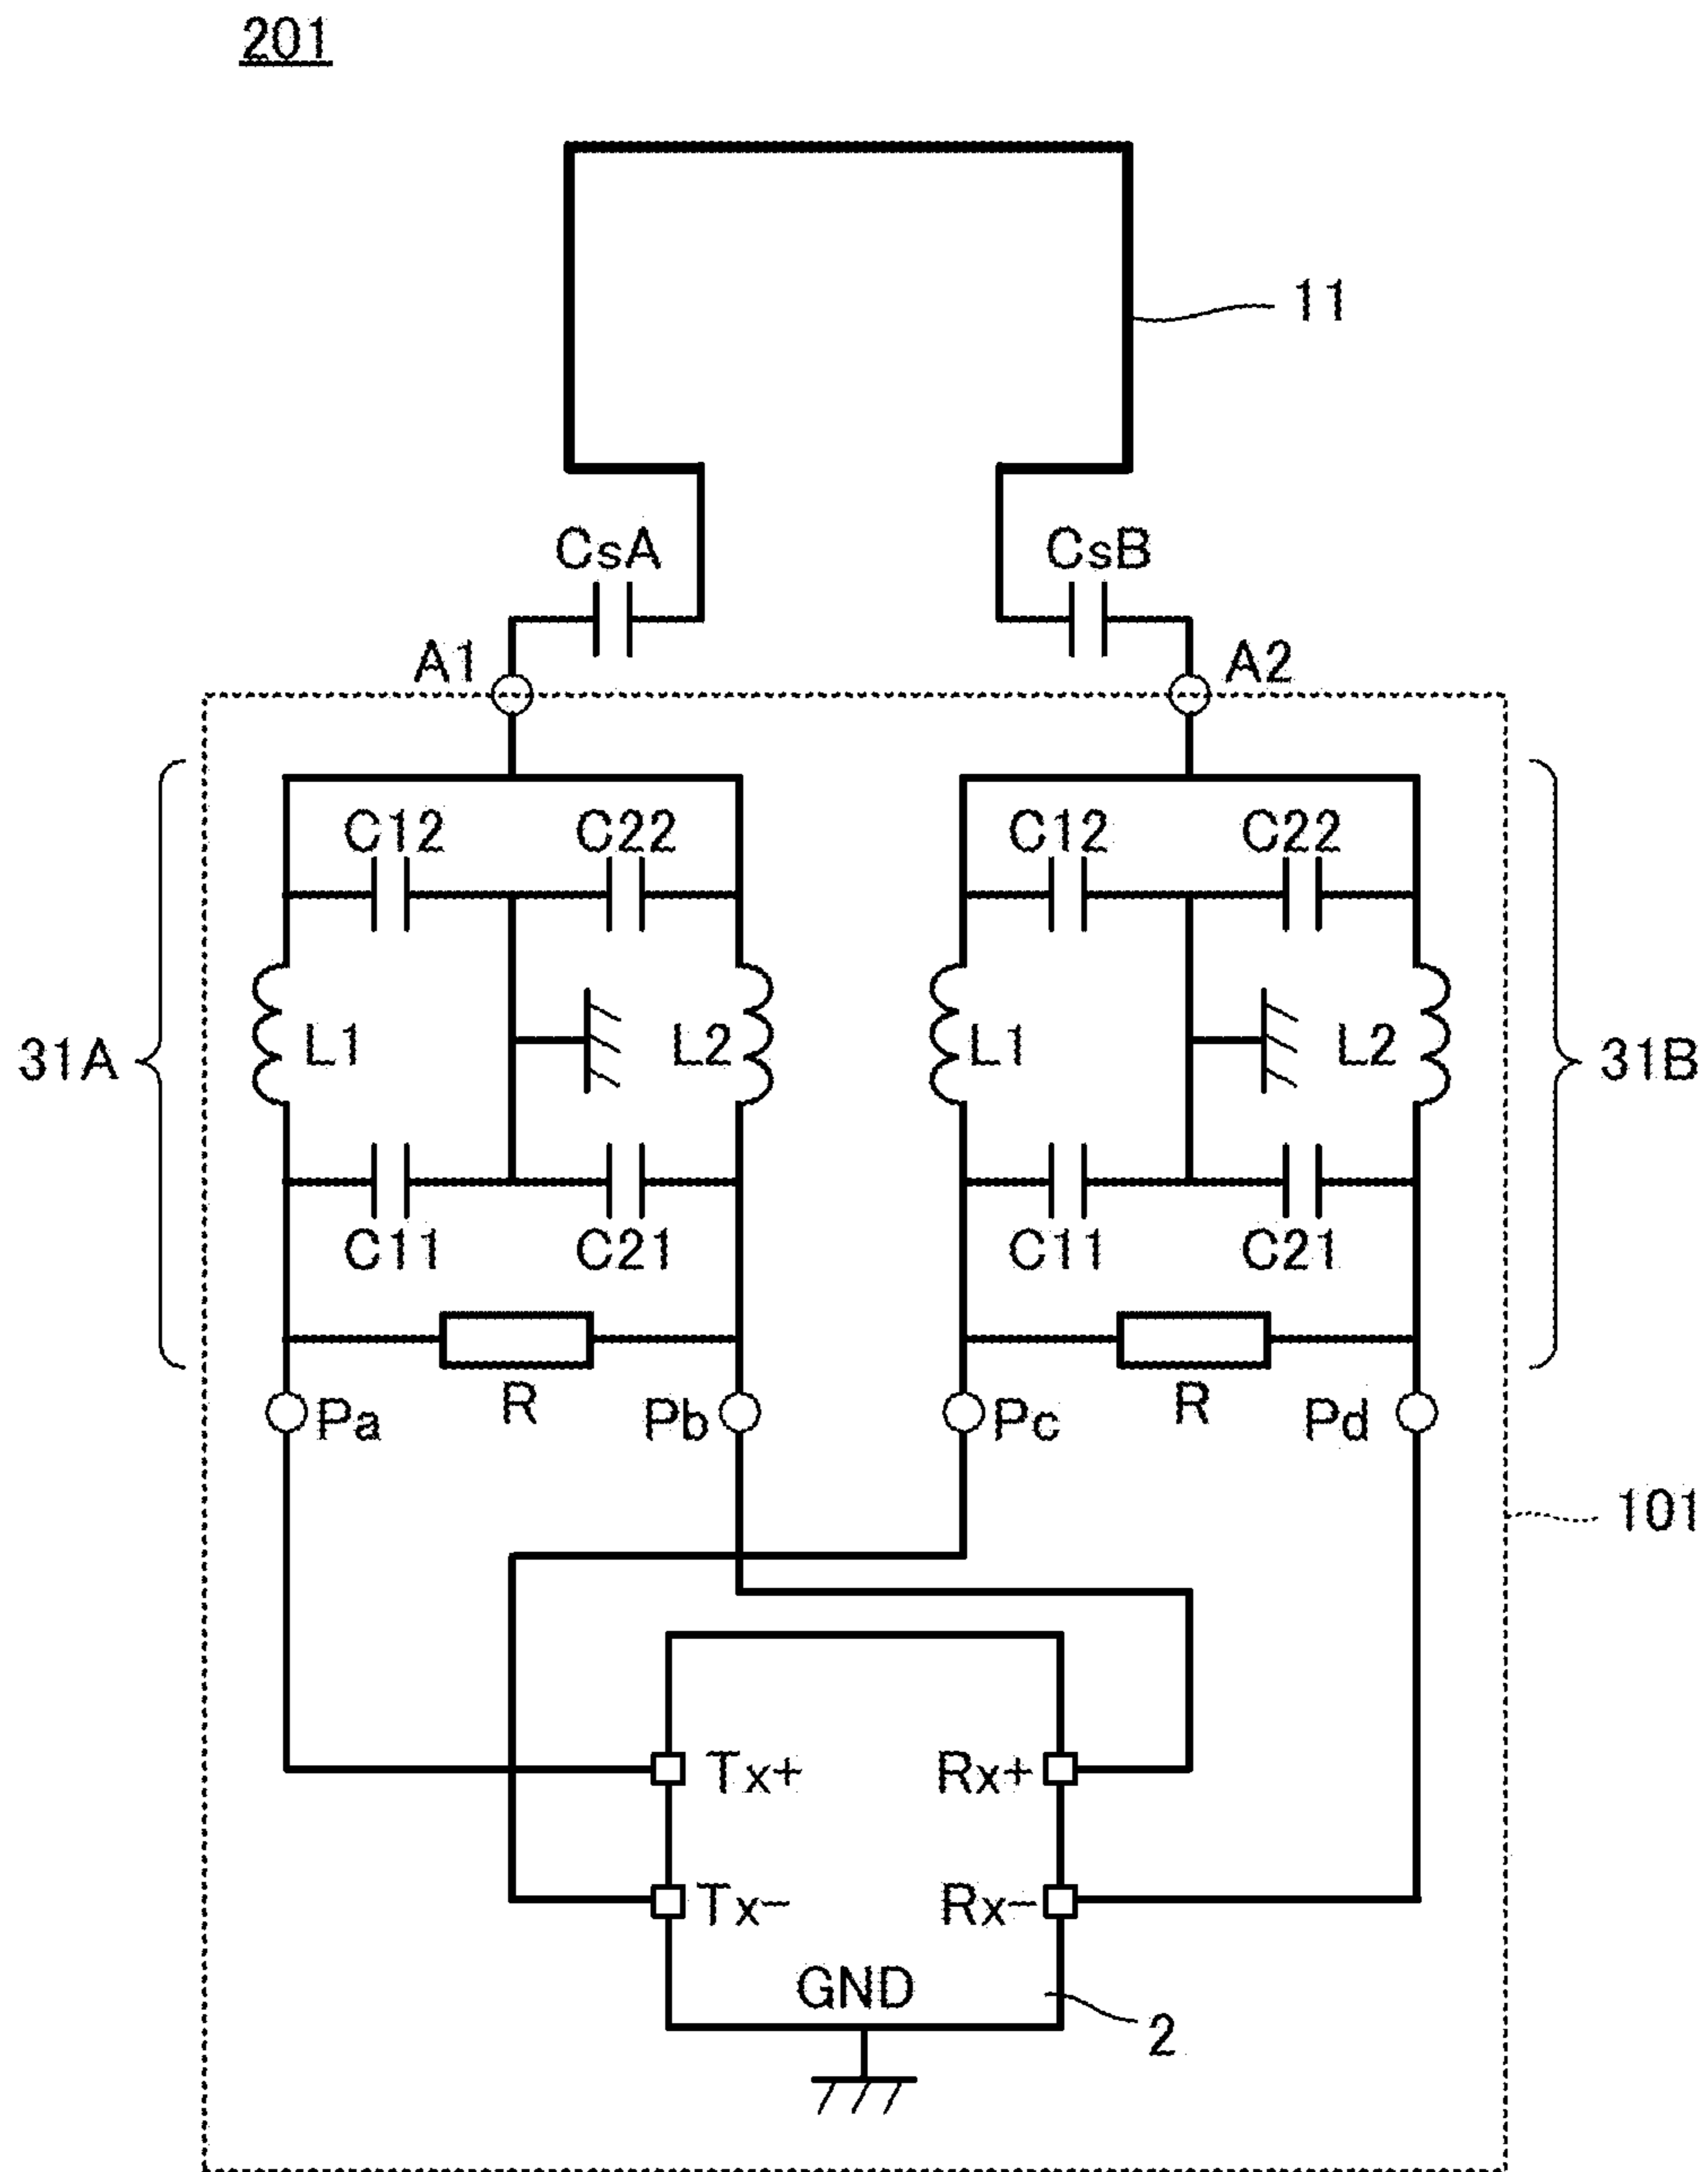 201
11
CsA CsB
A1 A2
C12 C22 C12 C22
31A L1 L2 L1 L2 31B
C11 C21 C11 C21
R R
Pa Pb Pc Pd
101
Tx+ Rx+
Tx− Rx−
GND
2